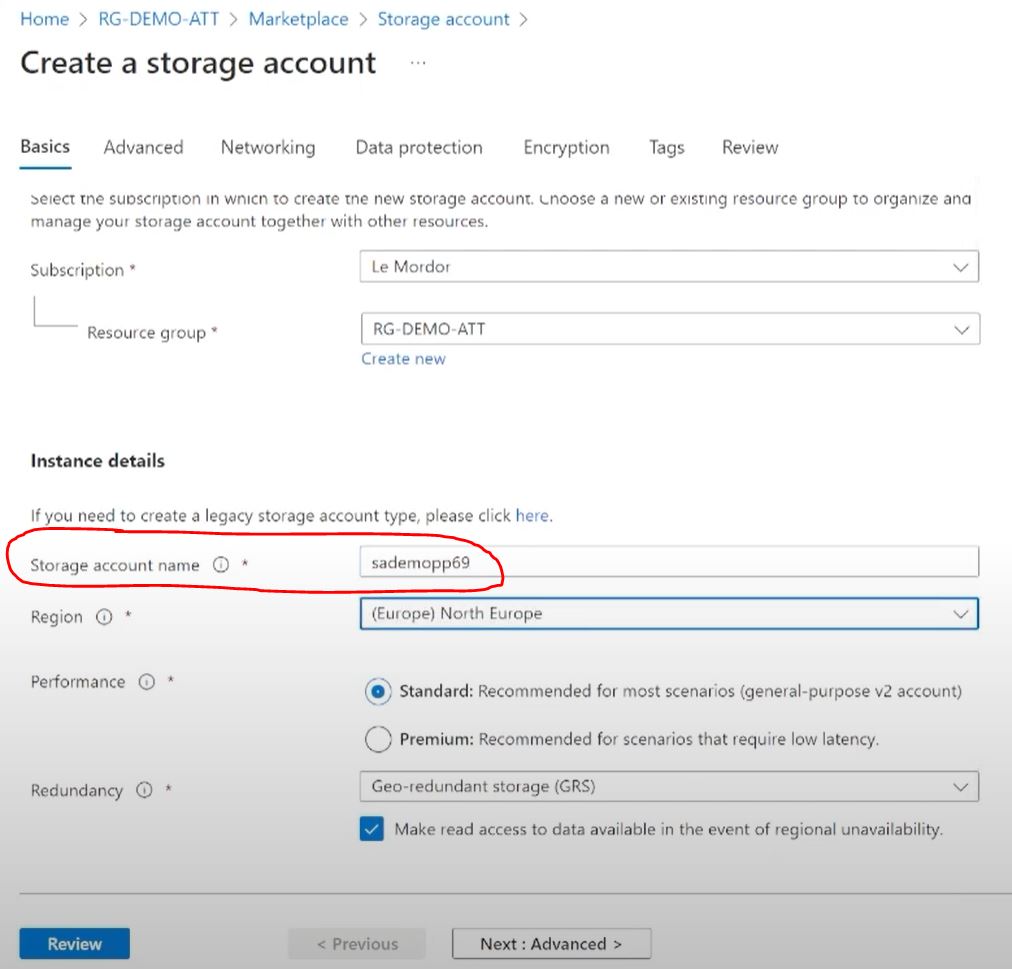 Home > RG-DEMO-ATT > Marketplace > Storage account >
Create a storage account ...
Basics Advanced Networking Data protection Encryption Tags Review
Select the subscription in which to create the new storage account. Choose a new or existing resource group to organize and
manage your storage account together with other resources.
Subscription * Le Mordor
Resource group * RG-DEMO-ATT
Create new
Instance details
If you need to create a legacy storage account type, please click here.
Storage account name * sademopp69
Region * (Europe) North Europe
Performance * Standard: Recommended for most scenarios (general-purpose v2 account)
Premium: Recommended for scenarios that require low latency.
Redundancy * Geo-redundant storage (GRS)
Make read access to data available in the event of regional unavailability.
Review < Previous Next : Advanced >